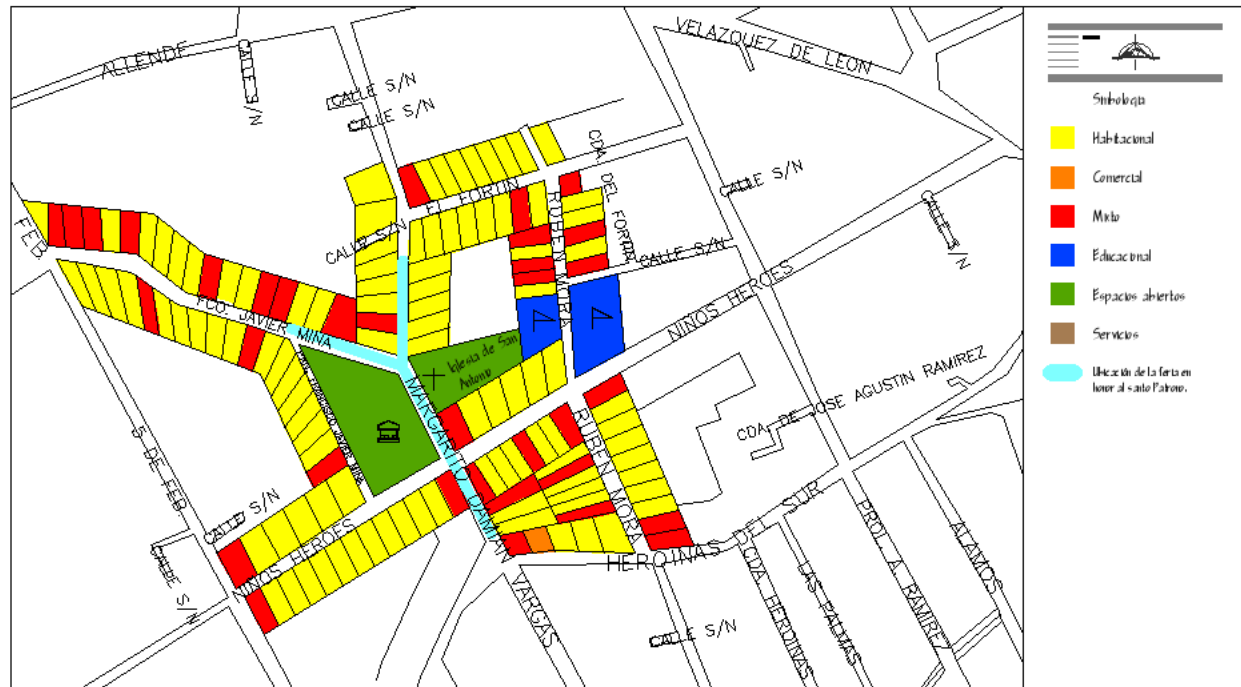 ALLENDE
CALLE S/N
CALLE S/N
CALLE S/N
VELAZQUEZ DE LEON
CDA. DEL FORTIN
CALLE S/N
CALLE S/N
EL FORTIN
RUBEN MORA
CALLE S/N
CALLE S/N
FEB
FCO. JAVIER MINA
NIÑOS HEROES
Iglesia de San
Antonio
MARGARITO DAMIAN VARGAS
CDA. DE JOSE AGUSTIN RAMIREZ
RUBEN MORA
5 DE FEB
CALLE S/N
CALLE S/N
NIÑOS HEROES
HEROINAS DEL SUR
CDA. HEROINAS
LAS PALMAS
PROL. A. RAMIRE
ALAMOS
CALLE S/N
Simbología
Habitacional
Comercial
Mixto
Educacional
Espacios abiertos
Servicios
Ubicación de la feria en
honor al santo Patrono.